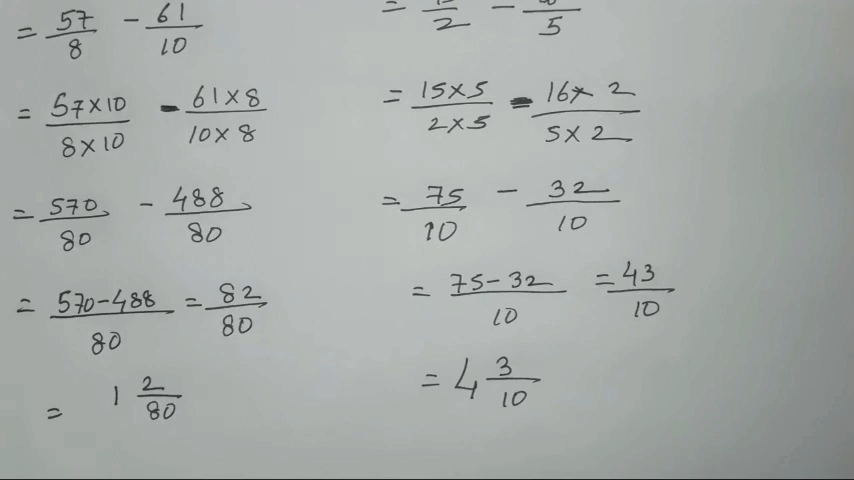 = 57/8 - 61/10
= 57×10/8×10 - 61×8/10×8
= 570/80 - 488/80
= 570-488/80 = 82/80
= 1 2/80
= /2 - /5
= 15×5/2×5 - 16×2/5×2
= 75/10 - 32/10
= 75-32/10 = 43/10
= 4 3/10